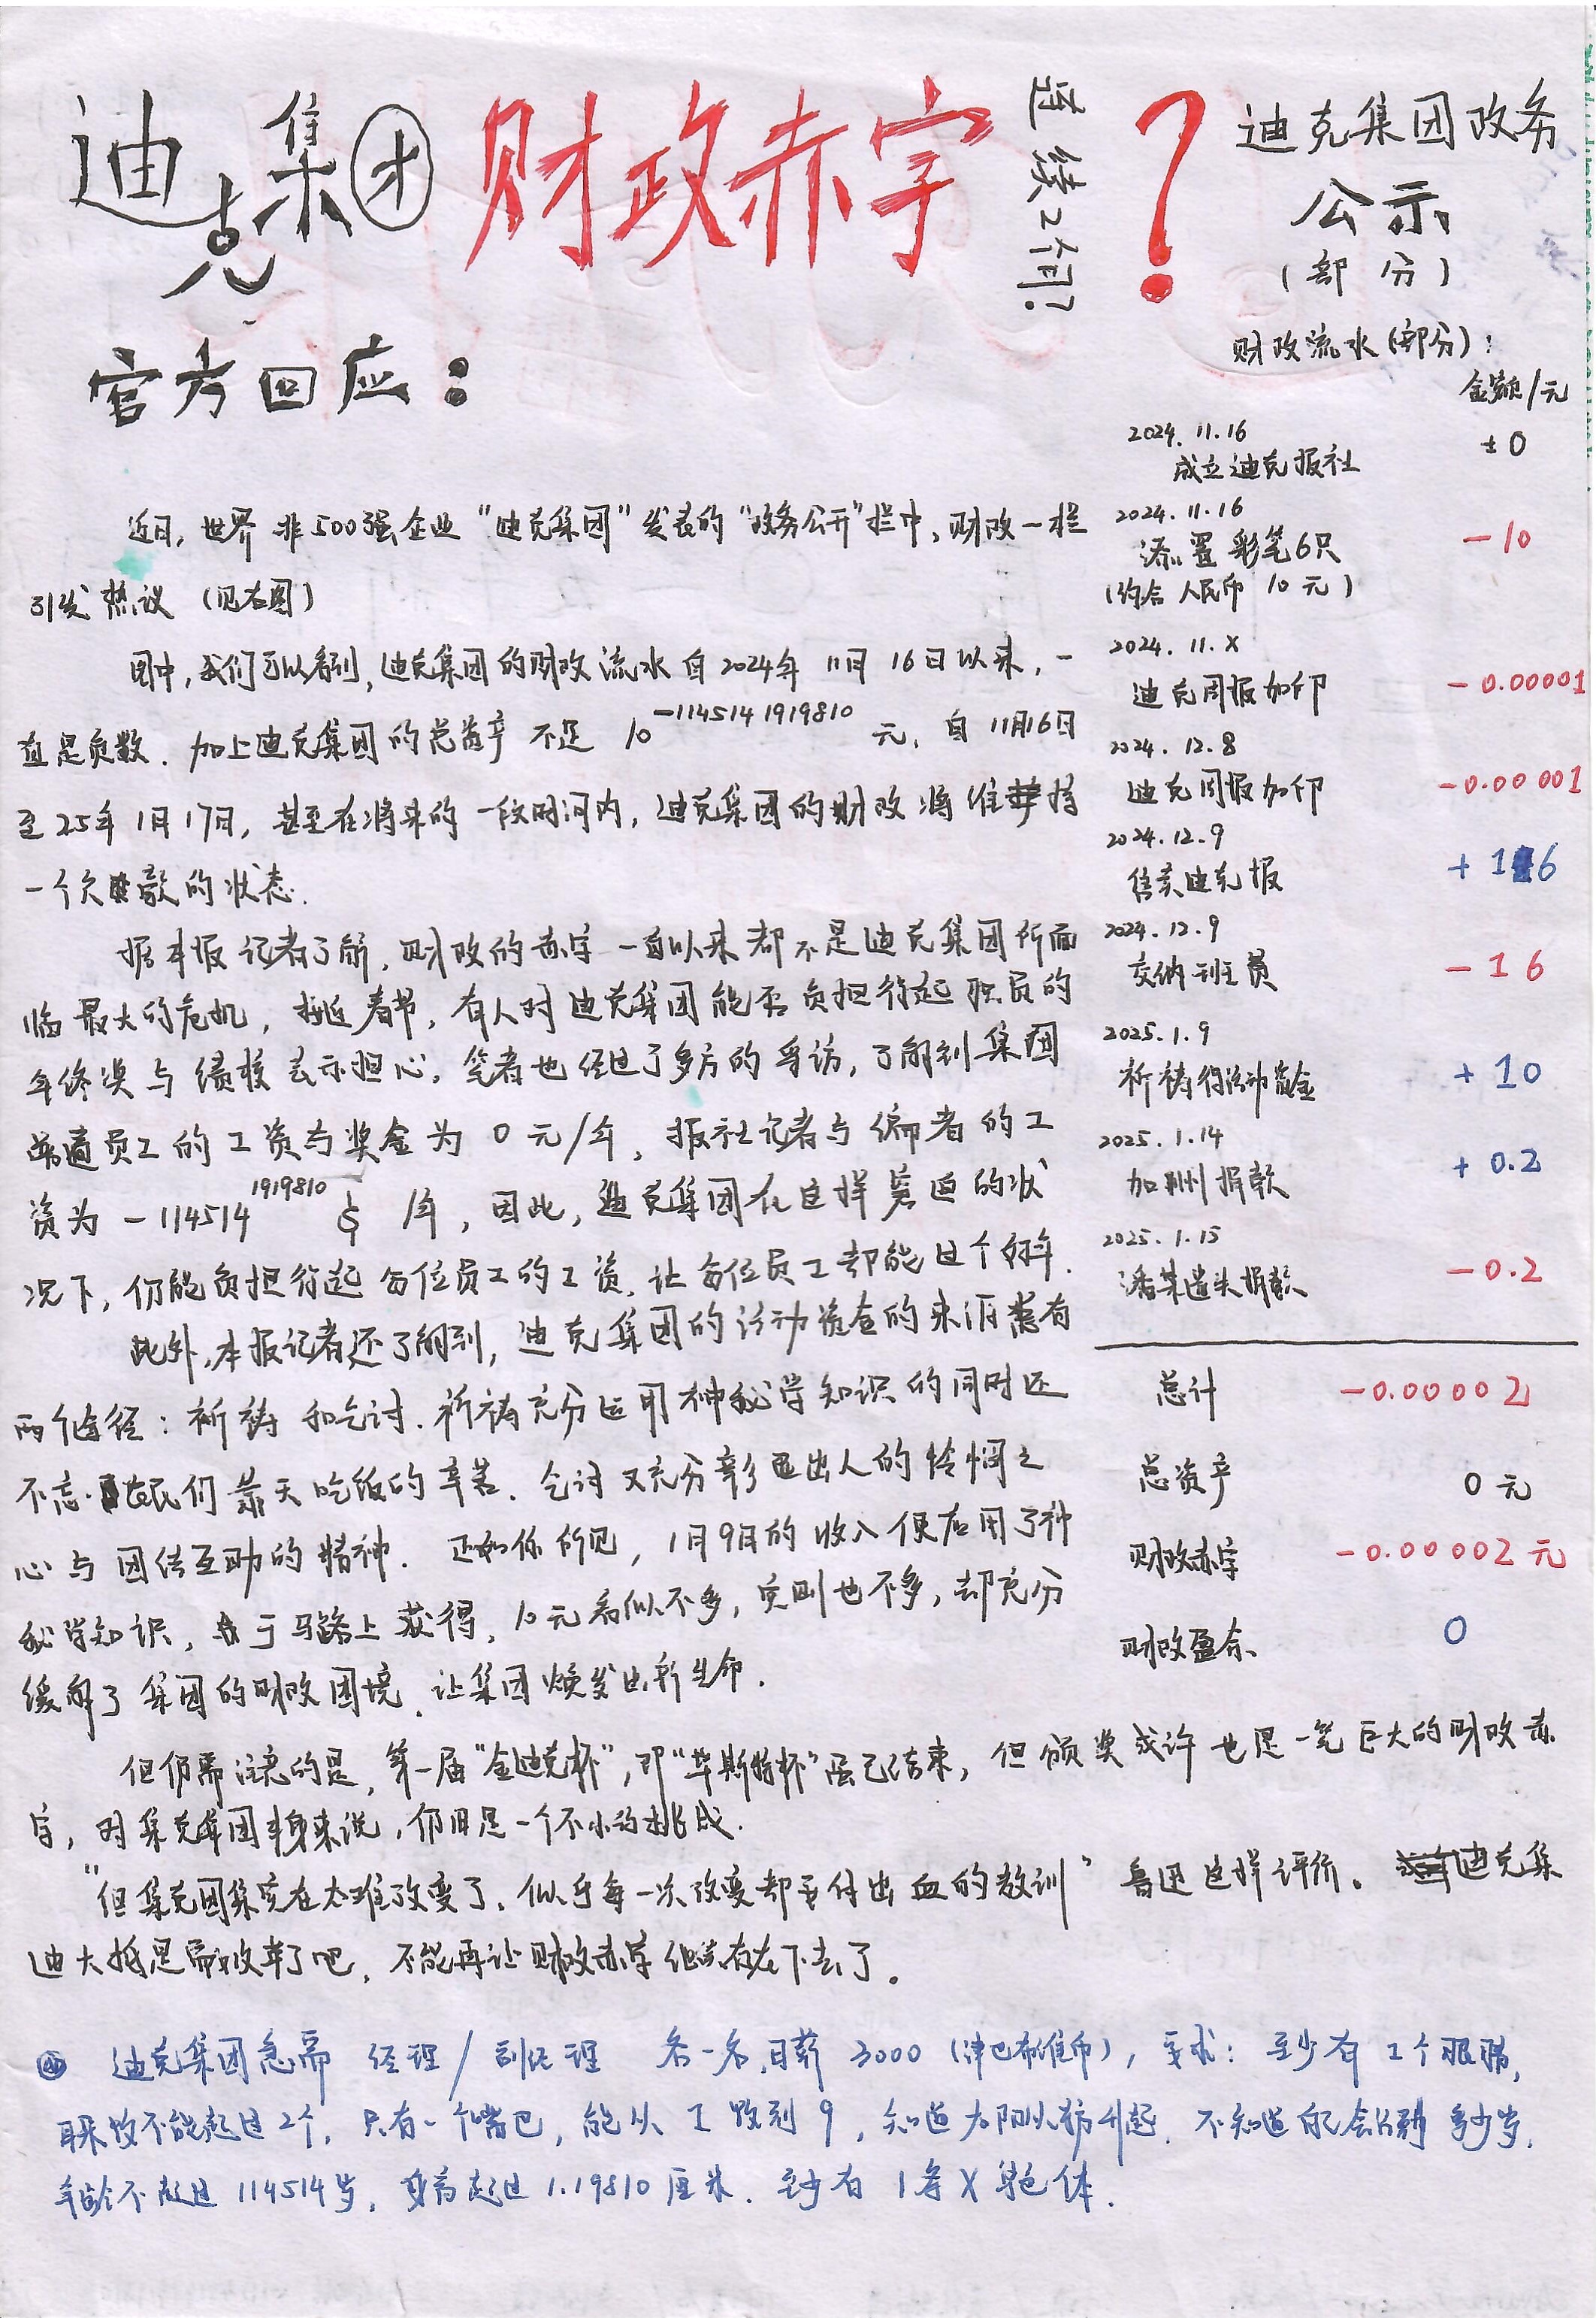 迪克集团 财政赤字 连续2间? ?
官方回应:
近日, 世界非500强企业“迪克集团”发表的“政务公开”栏中, 财政一栏
引发热议 (见右图)
图中, 我们可以看到, 迪克集团的财政流水自2024年11月16日以来, 一
直是负数. 加上迪克集团的总资产不足 10^-1145141919810 元, 自11月16日
至25年1月17日, 甚至在将来的一段时间内, 迪克集团的财政将维持
一个欠款的状态.
据本报记者了解, 财政的赤字一直以来都不是迪克集团所面
临最大的危机, 接近春节, 有人对迪克集团能否负担得起职员的
年终奖与绩核表示担心. 笔者也经过了多方的采访, 了解到集团
普通员工的工资与奖金为0元/年, 报社记者与编者的工
资为 -114514^1919810 /年, 因此, 迪克集团在这样窘迫的状
况下, 仍能负担得起每位员工的工资, 让每位员工都能过个好年.
此外, 本报记者还了解到, 迪克集团的活动资金的来源有
两个途径: 祈祷和乞讨. 祈祷充分运用神秘学知识的同时还
不忘农民们靠天吃饭的辛苦. 乞讨又充分彰显出人的怜悯之
心与团结互助的精神. 正如你所见, 1月9日的收入便启用了神
秘学知识, 于马路上获得, 10元看似不多, 实则也不多, 却充分
缓解了集团的财政困境, 让集团焕发出新生命.
但仍需注意的是, 第一届“金迪克杯”, 即“华斯特杯”虽已结束, 但颁奖或许也是一笔巨大的财政赤
字, 对集克集团本身来说, 仍旧是一个不小的挑战.
“但集克团集实在太难改变了, 似乎每一次改变都要付出血的教训” 鲁迅这样评价. 迪克集
迪大抵是需改革了吧, 不能再让财政赤字继续存在下去了.
迪克集团急需 经理/副经理 各一名, 日薪3000 (津巴布韦币), 要求: 至少有1个眼睛,
耳朵数不能超过2个, 只有一个嘴巴, 能从1数到9, 知道太阳从哪升起, 不知道自己会活到多少岁,
年龄不超过114514岁, 身高超过1.19810厘米. 至少有1条X染色体.
迪克集团政务
公示
(部分)
财政流水(部分):
金额/元
2024.11.16
成立迪克报社 ±0
2024.11.16
添置彩笔6只 -10
(约合人民币10元)
2024.11.X
迪克周报加印 -0.00001
2024.12.8
迪克周报加印 -0.00001
2024.12.9
售卖迪克报 +16
2024.12.9
交纳班费 -16
2025.1.9
祈祷得活动资金 +10
2025.1.14
加州捐款 +0.2
2025.1.15
潘某遣头捐款 -0.2
总计 -0.00002
总资产 0元
财政赤字 -0.00002元
财政盈余 0